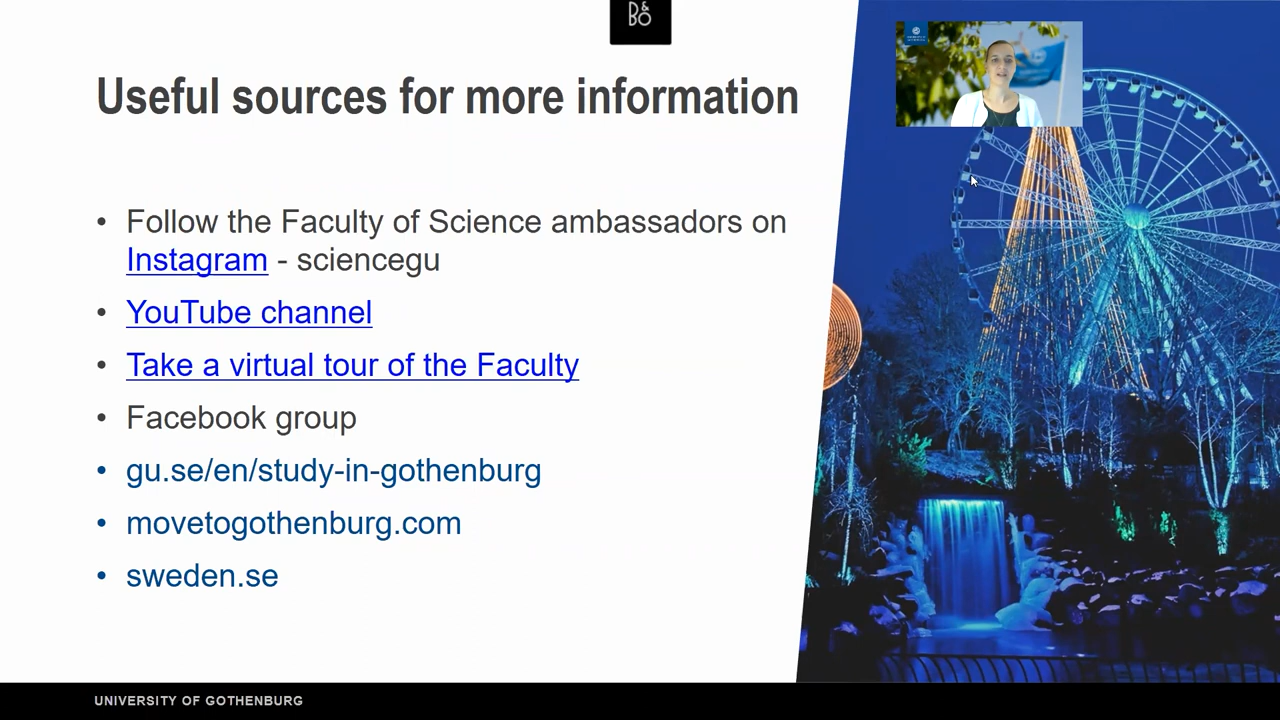 B&
BO
Useful sources for more information
• Follow the Faculty of Science ambassadors on
Instagram - sciencegu
• YouTube channel
• Take a virtual tour of the Faculty
• Facebook group
• gu.se/en/study-in-gothenburg
• movetogothenburg.com
• sweden.se
UNIVERSITY OF GOTHENBURG